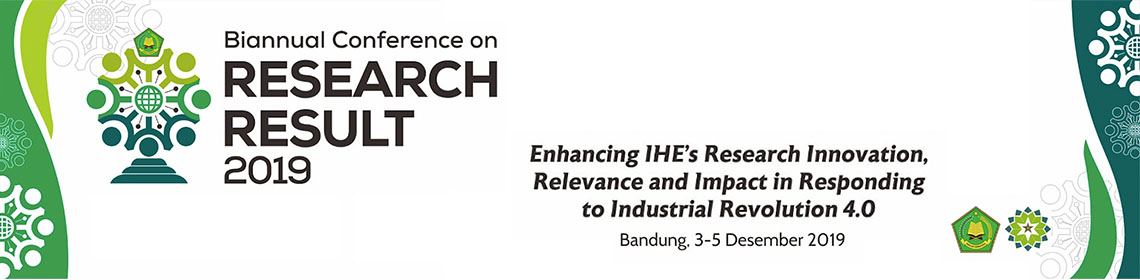 Biannual Conference on
RESEARCH
RESULT
2019
Enhancing IHE's Research Innovation,
Relevance and Impact in Responding
to Industrial Revolution 4.0
Bandung, 3-5 Desember 2019